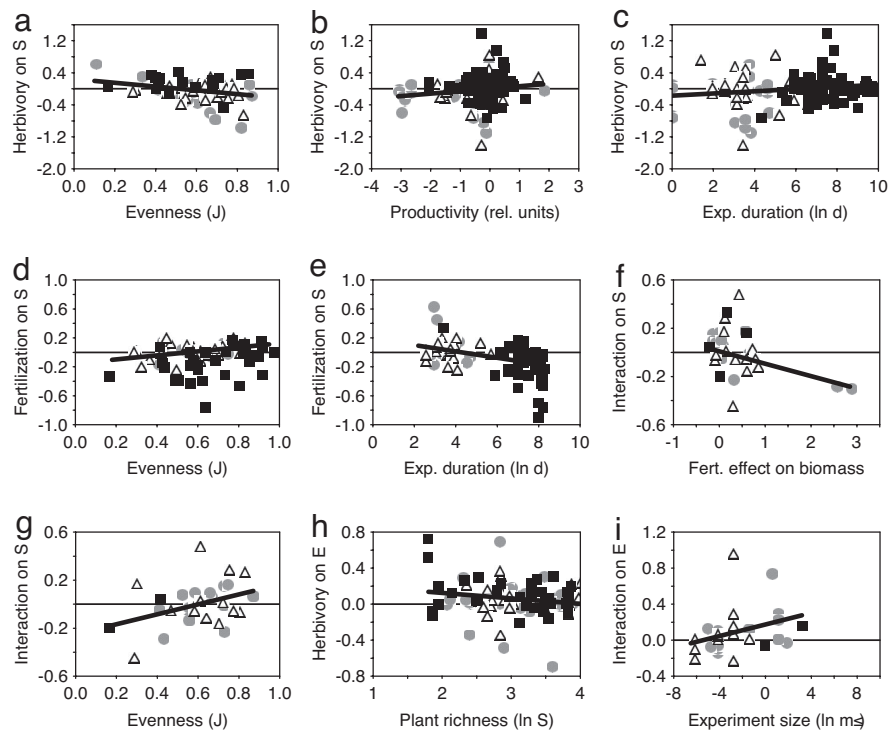 a
b
c
Herbivory on S
1.2
0.4
-0.4
-1.2
-2.0
0.0 0.2 0.4 0.6 0.8 1.0
Evenness (J)
Herbivory on S
1.2
0.4
-0.4
-1.2
-2.0
-4 -3 -2 -1 0 1 2 3
Productivity (rel. units)
Herbivory on S
1.2
0.4
-0.4
-1.2
-2.0
0 2 4 6 8 10
Exp. duration (ln d)
d
e
f
Fertilization on S
1.0
0.6
0.2
-0.2
-0.6
-1.0
0.0 0.2 0.4 0.6 0.8 1.0
Evenness (J)
Fertilization on S
1.0
0.6
0.2
-0.2
-0.6
-1.0
0 2 4 6 8 10
Exp. duration (ln d)
Interaction on S
0.6
0.2
-0.2
-0.6
-1 0 1 2 3
Fert. effect on biomass
g
h
i
Interaction on S
0.6
0.2
-0.2
-0.6
0.0 0.2 0.4 0.6 0.8 1.0
Evenness (J)
Herbivory on E
0.8
0.4
0.0
-0.4
-0.8
1 2 3 4
Plant richness (ln S)
Interaction on E
1.2
0.8
0.4
0.0
-0.4
-8 -4 0 4 8
Experiment size (ln m≤)